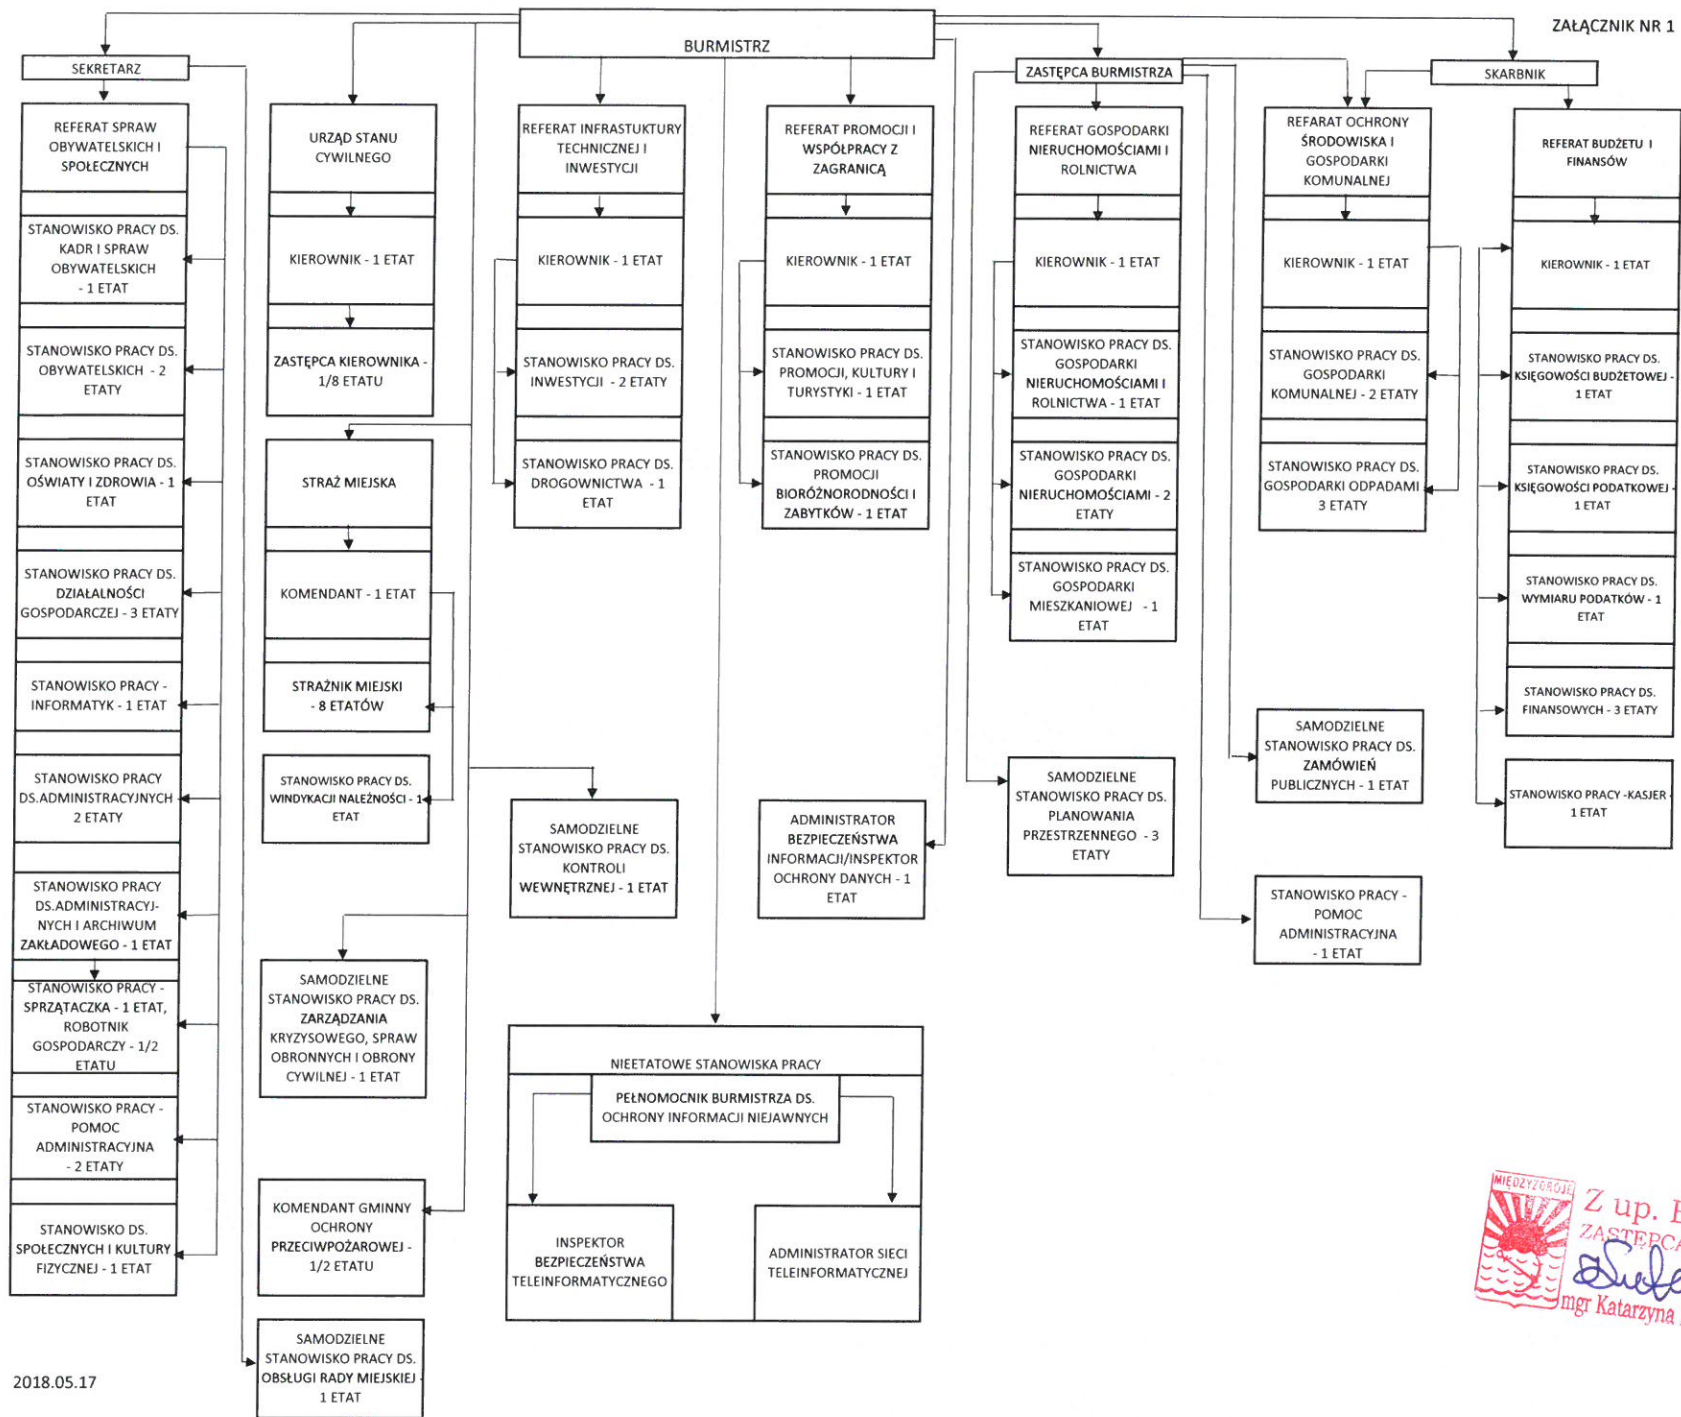 ZAŁĄCZNIK NR 1
BURMISTRZ
SEKRETARZ
ZASTĘPCA BURMISTRZA
SKARBNIK
REFERAT SPRAW
OBYWATELSKICH I
SPOŁECZNYCH
STANOWISKO PRACY DS.
KADR I SPRAW
OBYWATELSKICH
- 1 ETAT
STANOWISKO PRACY DS.
OBYWATELSKICH - 2
ETATY
STANOWISKO PRACY DS.
OŚWIATY I ZDROWIA - 1
ETAT
STANOWISKO PRACY DS.
DZIAŁALNOŚCI
GOSPODARCZEJ - 3 ETATY
STANOWISKO PRACY -
INFORMATYK - 1 ETAT
STANOWISKO PRACY
DS.ADMINISTRACYJNYCH
2 ETATY
STANOWISKO PRACY
DS.ADMINISTRACYJ-
NYCH I ARCHIWUM
ZAKŁADOWEGO - 1 ETAT
STANOWISKO PRACY -
SPRZĄTACZKA - 1 ETAT,
ROBOTNIK
GOSPODARCZY - 1/2
ETATU
STANOWISKO PRACY -
POMOC
ADMINISTRACYJNA
- 2 ETATY
STANOWISKO DS.
SPOŁECZNYCH I KULTURY
FIZYCZNEJ - 1 ETAT
URZĄD STANU
CYWILNEGO
KIEROWNIK - 1 ETAT
ZASTĘPCA KIEROWNIKA -
1/8 ETATU
STRAŻ MIEJSKA
KOMENDANT - 1 ETAT
STRAŻNIK MIEJSKI
- 8 ETATÓW
STANOWISKO PRACY DS.
WINDYKACJI NALEŻNOŚCI - 1
ETAT
SAMODZIELNE
STANOWISKO PRACY DS.
ZARZĄDZANIA
KRYZYSOWEGO, SPRAW
OBRONNYCH I OBRONY
CYWILNEJ - 1 ETAT
KOMENDANT GMINNY
OCHRONY
PRZECIWPOŻAROWEJ -
1/2 ETATU
SAMODZIELNE
STANOWISKO PRACY DS.
OBSŁUGI RADY MIEJSKIEJ -
1 ETAT
REFERAT INFRASTUKTURY
TECHNICZNEJ I
INWESTYCJI
KIEROWNIK - 1 ETAT
STANOWISKO PRACY DS.
INWESTYCJI - 2 ETATY
STANOWISKO PRACY DS.
DROGOWNICTWA - 1
ETAT
SAMODZIELNE
STANOWISKO PRACY DS.
KONTROLI
WEWNĘTRZNEJ - 1 ETAT
REFERAT PROMOCJI I
WSPÓŁPRACY Z
ZAGRANICĄ
KIEROWNIK - 1 ETAT
STANOWISKO PRACY DS.
PROMOCJI, KULTURY I
TURYSTYKI - 1 ETAT
STANOWISKO PRACY DS.
PROMOCJI
BIORÓŻNORODNOŚCI I
ZABYTKÓW - 1 ETAT
ADMINISTRATOR
BEZPIECZEŃSTWA
INFORMACJI/INSPEKTOR
OCHRONY DANYCH - 1
ETAT
NIEETATOWE STANOWISKA PRACY
PEŁNOMOCNIK BURMISTRZA DS.
OCHRONY INFORMACJI NIEJAWNYCH
INSPEKTOR
BEZPIECZEŃSTWA
TELEINFORMATYCZNEGO
ADMINISTRATOR SIECI
TELEINFORMATYCZNEJ
REFERAT GOSPODARKI
NIERUCHOMOŚCIAMI I
ROLNICTWA
KIEROWNIK - 1 ETAT
STANOWISKO PRACY DS.
GOSPODARKI
NIERUCHOMOŚCIAMI I
ROLNICTWA - 1 ETAT
STANOWISKO PRACY DS.
GOSPODARKI
NIERUCHOMOŚCIAMI - 2
ETATY
STANOWISKO PRACY DS.
GOSPODARKI
MIESZKANIOWEJ - 1
ETAT
SAMODZIELNE
STANOWISKO PRACY DS.
PLANOWANIA
PRZESTRZENNEGO - 3
ETATY
REFARAT OCHRONY
ŚRODOWISKA I
GOSPODARKI
KOMUNALNEJ
KIEROWNIK - 1 ETAT
STANOWISKO PRACY DS.
GOSPODARKI
KOMUNALNEJ - 2 ETATY
STANOWISKO PRACY DS.
GOSPODARKI ODPADAMI
3 ETATY
SAMODZIELNE
STANOWISKO PRACY DS.
ZAMÓWIEŃ
PUBLICZNYCH - 1 ETAT
STANOWISKO PRACY -
POMOC
ADMINISTRACYJNA
- 1 ETAT
REFERAT BUDŻETU I
FINANSÓW
KIEROWNIK - 1 ETAT
STANOWISKO PRACY DS.
KSIĘGOWOŚCI BUDŻETOWEJ -
1 ETAT
STANOWISKO PRACY DS.
KSIĘGOWOŚCI PODATKOWEJ -
1 ETAT
STANOWISKO PRACY DS.
WYMIARU PODATKÓW - 1
ETAT
STANOWISKO PRACY DS.
FINANSOWYCH - 3 ETATY
STANOWISKO PRACY -KASJER -
1 ETAT
MIĘDZYZDROJE
Z up. B
ZASTĘPCA
mgr Katarzyna
2018.05.17